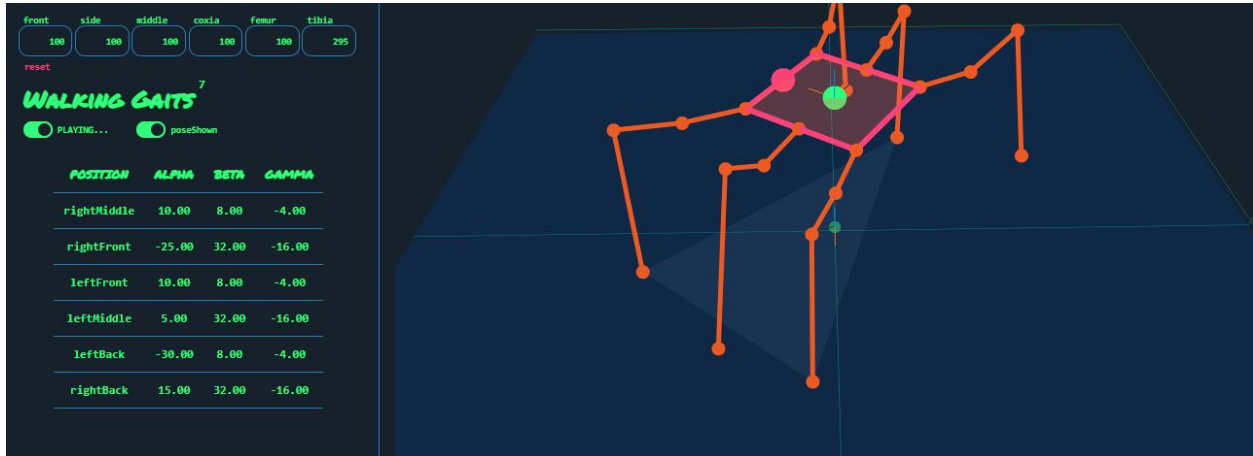 front side middle coxia femur tibia
100 100 100 100 100 295
reset
WALKING GAITS 7
PLAYING... poseShown
POSITION ALPHA BETA GAMMA
rightMiddle 10.00 8.00 -4.00
rightFront -25.00 32.00 -16.00
leftFront 10.00 8.00 -4.00
leftMiddle 5.00 32.00 -16.00
leftBack -30.00 8.00 -4.00
rightBack 15.00 32.00 -16.00